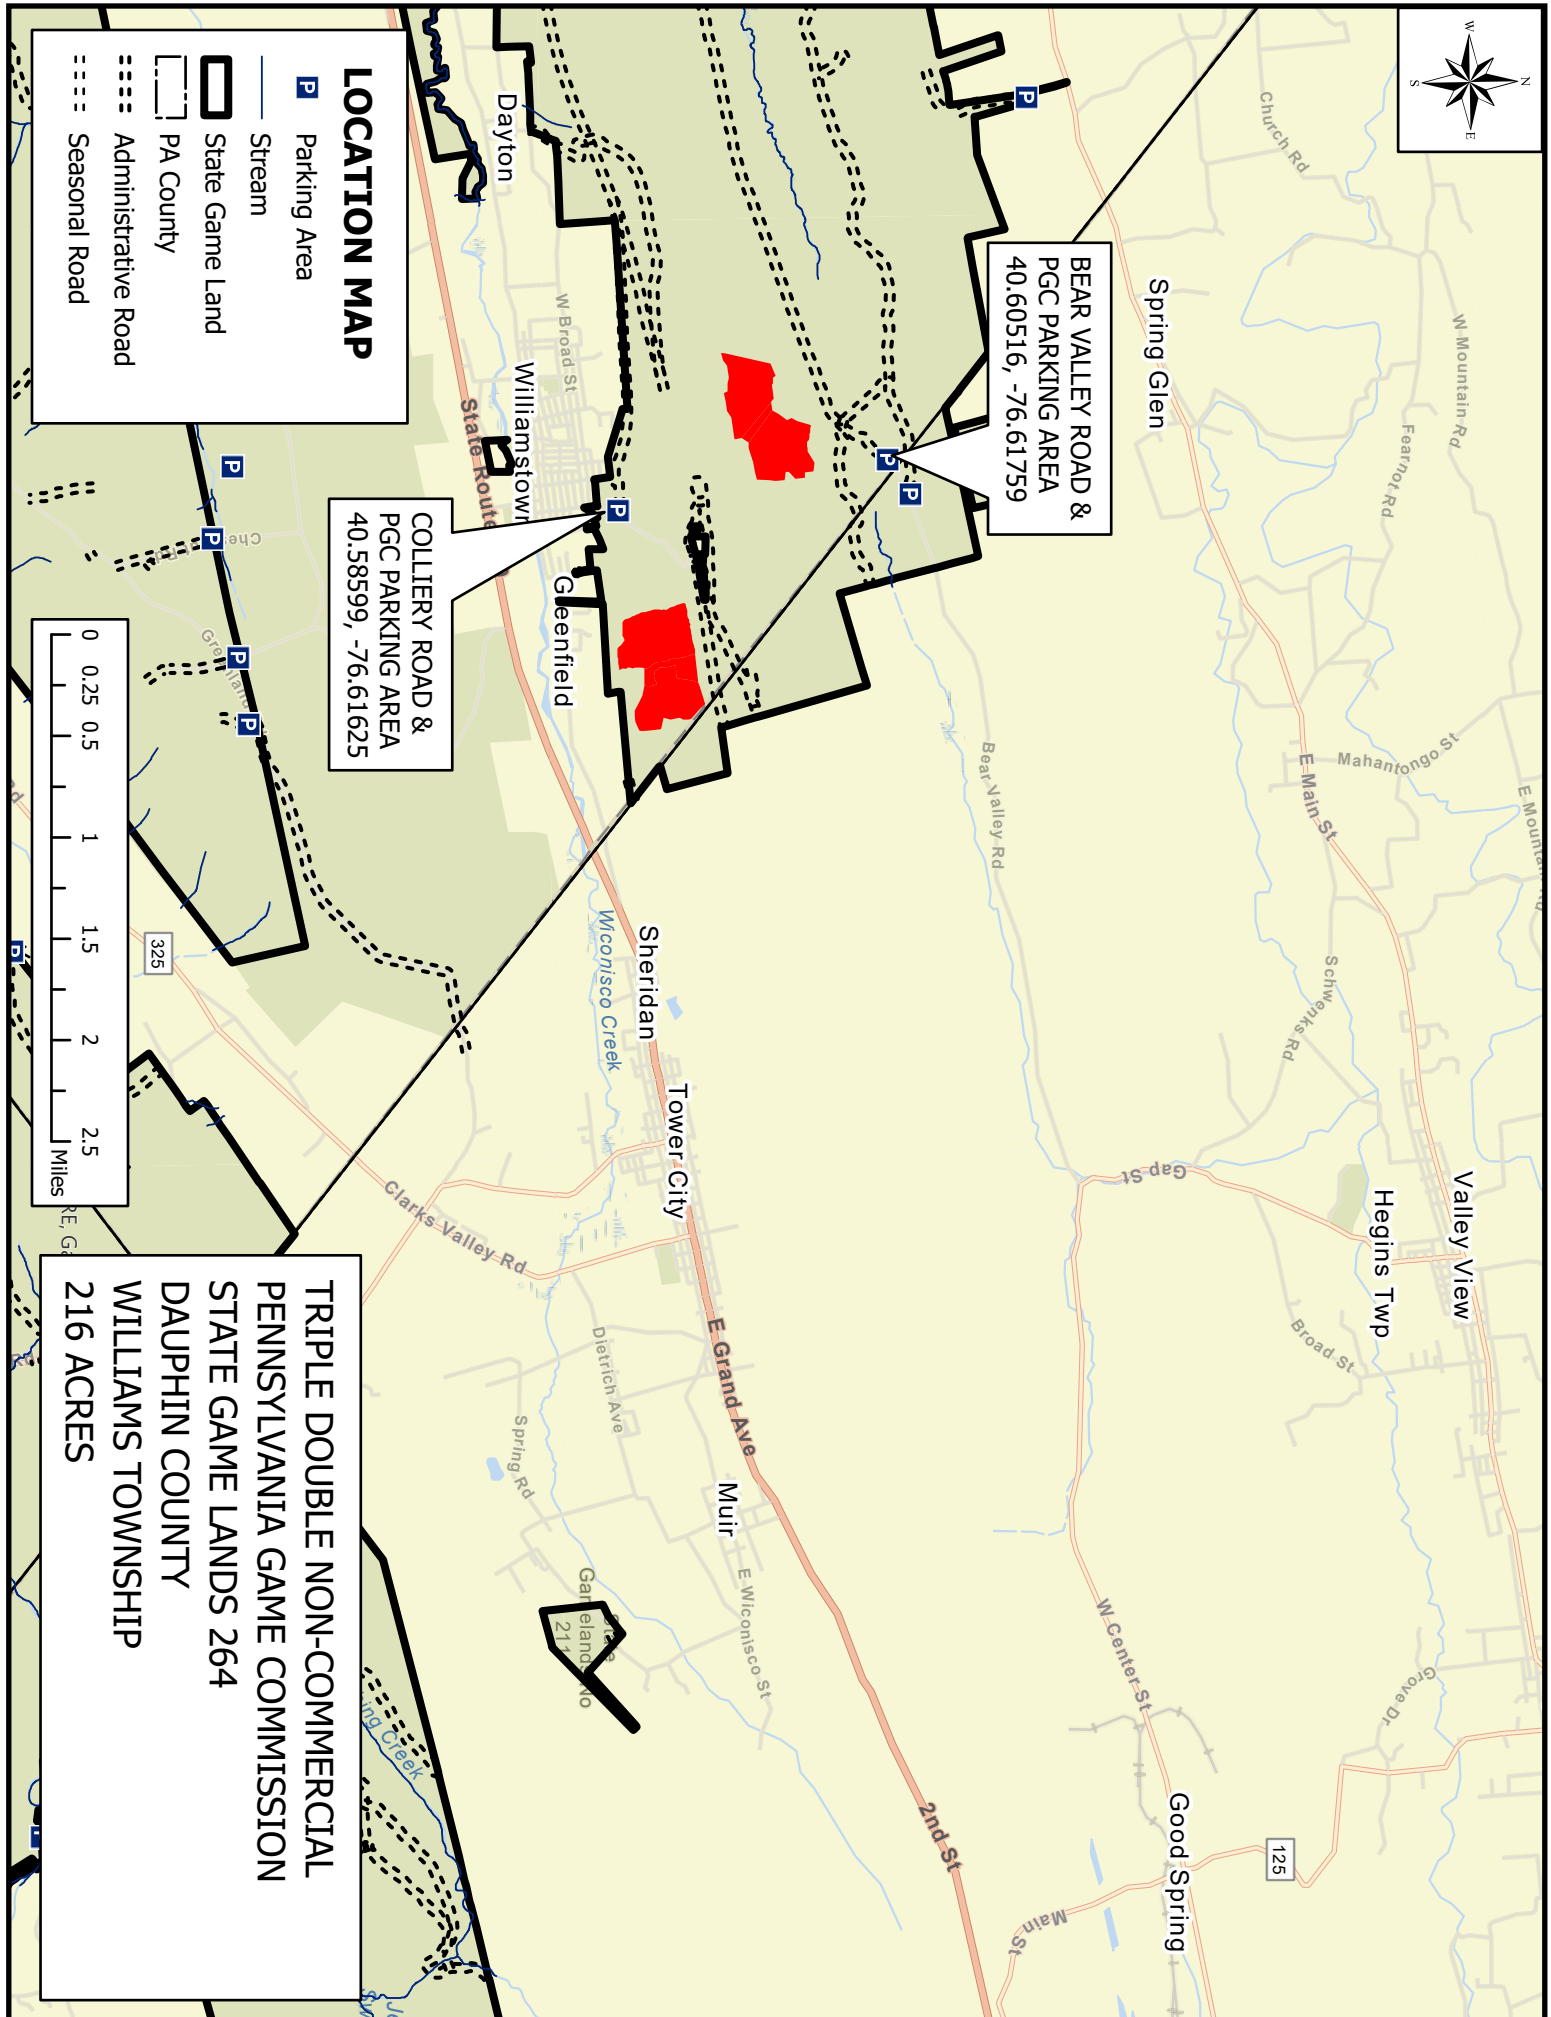 N
W
E
S
Church Rd
W Mountain Rd
Fearnot Rd
Spring Glen
BEAR VALLEY ROAD &
PGC PARKING AREA
40.60516, -76.61759
P
P
P
E Main St
Mahantongo St
Schwenks Rd
Valley View
Hegins Twp
Broad St
Gap St
Bear Valley Rd
Grove Dr
125
Good Spring
W Center St
Main St
2nd St
Dayton
W Broad St
Williamstown
State Route
Greenfield
P
COLLIERY ROAD &
PGC PARKING AREA
40.58599, -76.61625
Sheridan
Wiconisco Creek
Tower City
E Grand Ave
Muir
E Wiconisco St
Dietrich Ave
Spring Rd
Clarks Valley Rd
325
State
Gamelands No
211
P
P
P
P
P
LOCATION MAP
P Parking Area
Stream
State Game Land
PA County
Administrative Road
Seasonal Road
0 0.25 0.5 1 1.5 2 2.5
Miles
TRIPLE DOUBLE NON-COMMERCIAL
PENNSYLVANIA GAME COMMISSION
STATE GAME LANDS 264
DAUPHIN COUNTY
WILLIAMS TOWNSHIP
216 ACRES
Creek